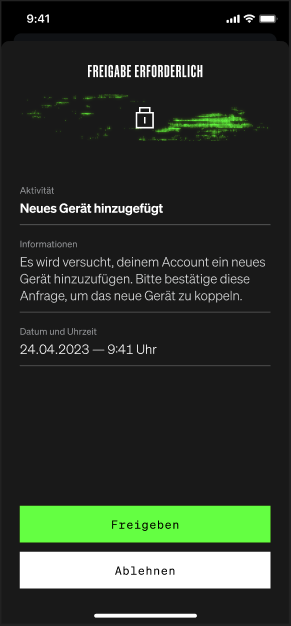 9:41
FREIGABE ERFORDERLICH
Aktivität
Neues Gerät hinzugefügt
Informationen
Es wird versucht, deinem Account ein neues
Gerät hinzuzufügen. Bitte bestätige diese
Anfrage, um das neue Gerät zu koppeln.
Datum und Uhrzeit
24.04.2023 — 9:41 Uhr
Freigeben
Ablehnen